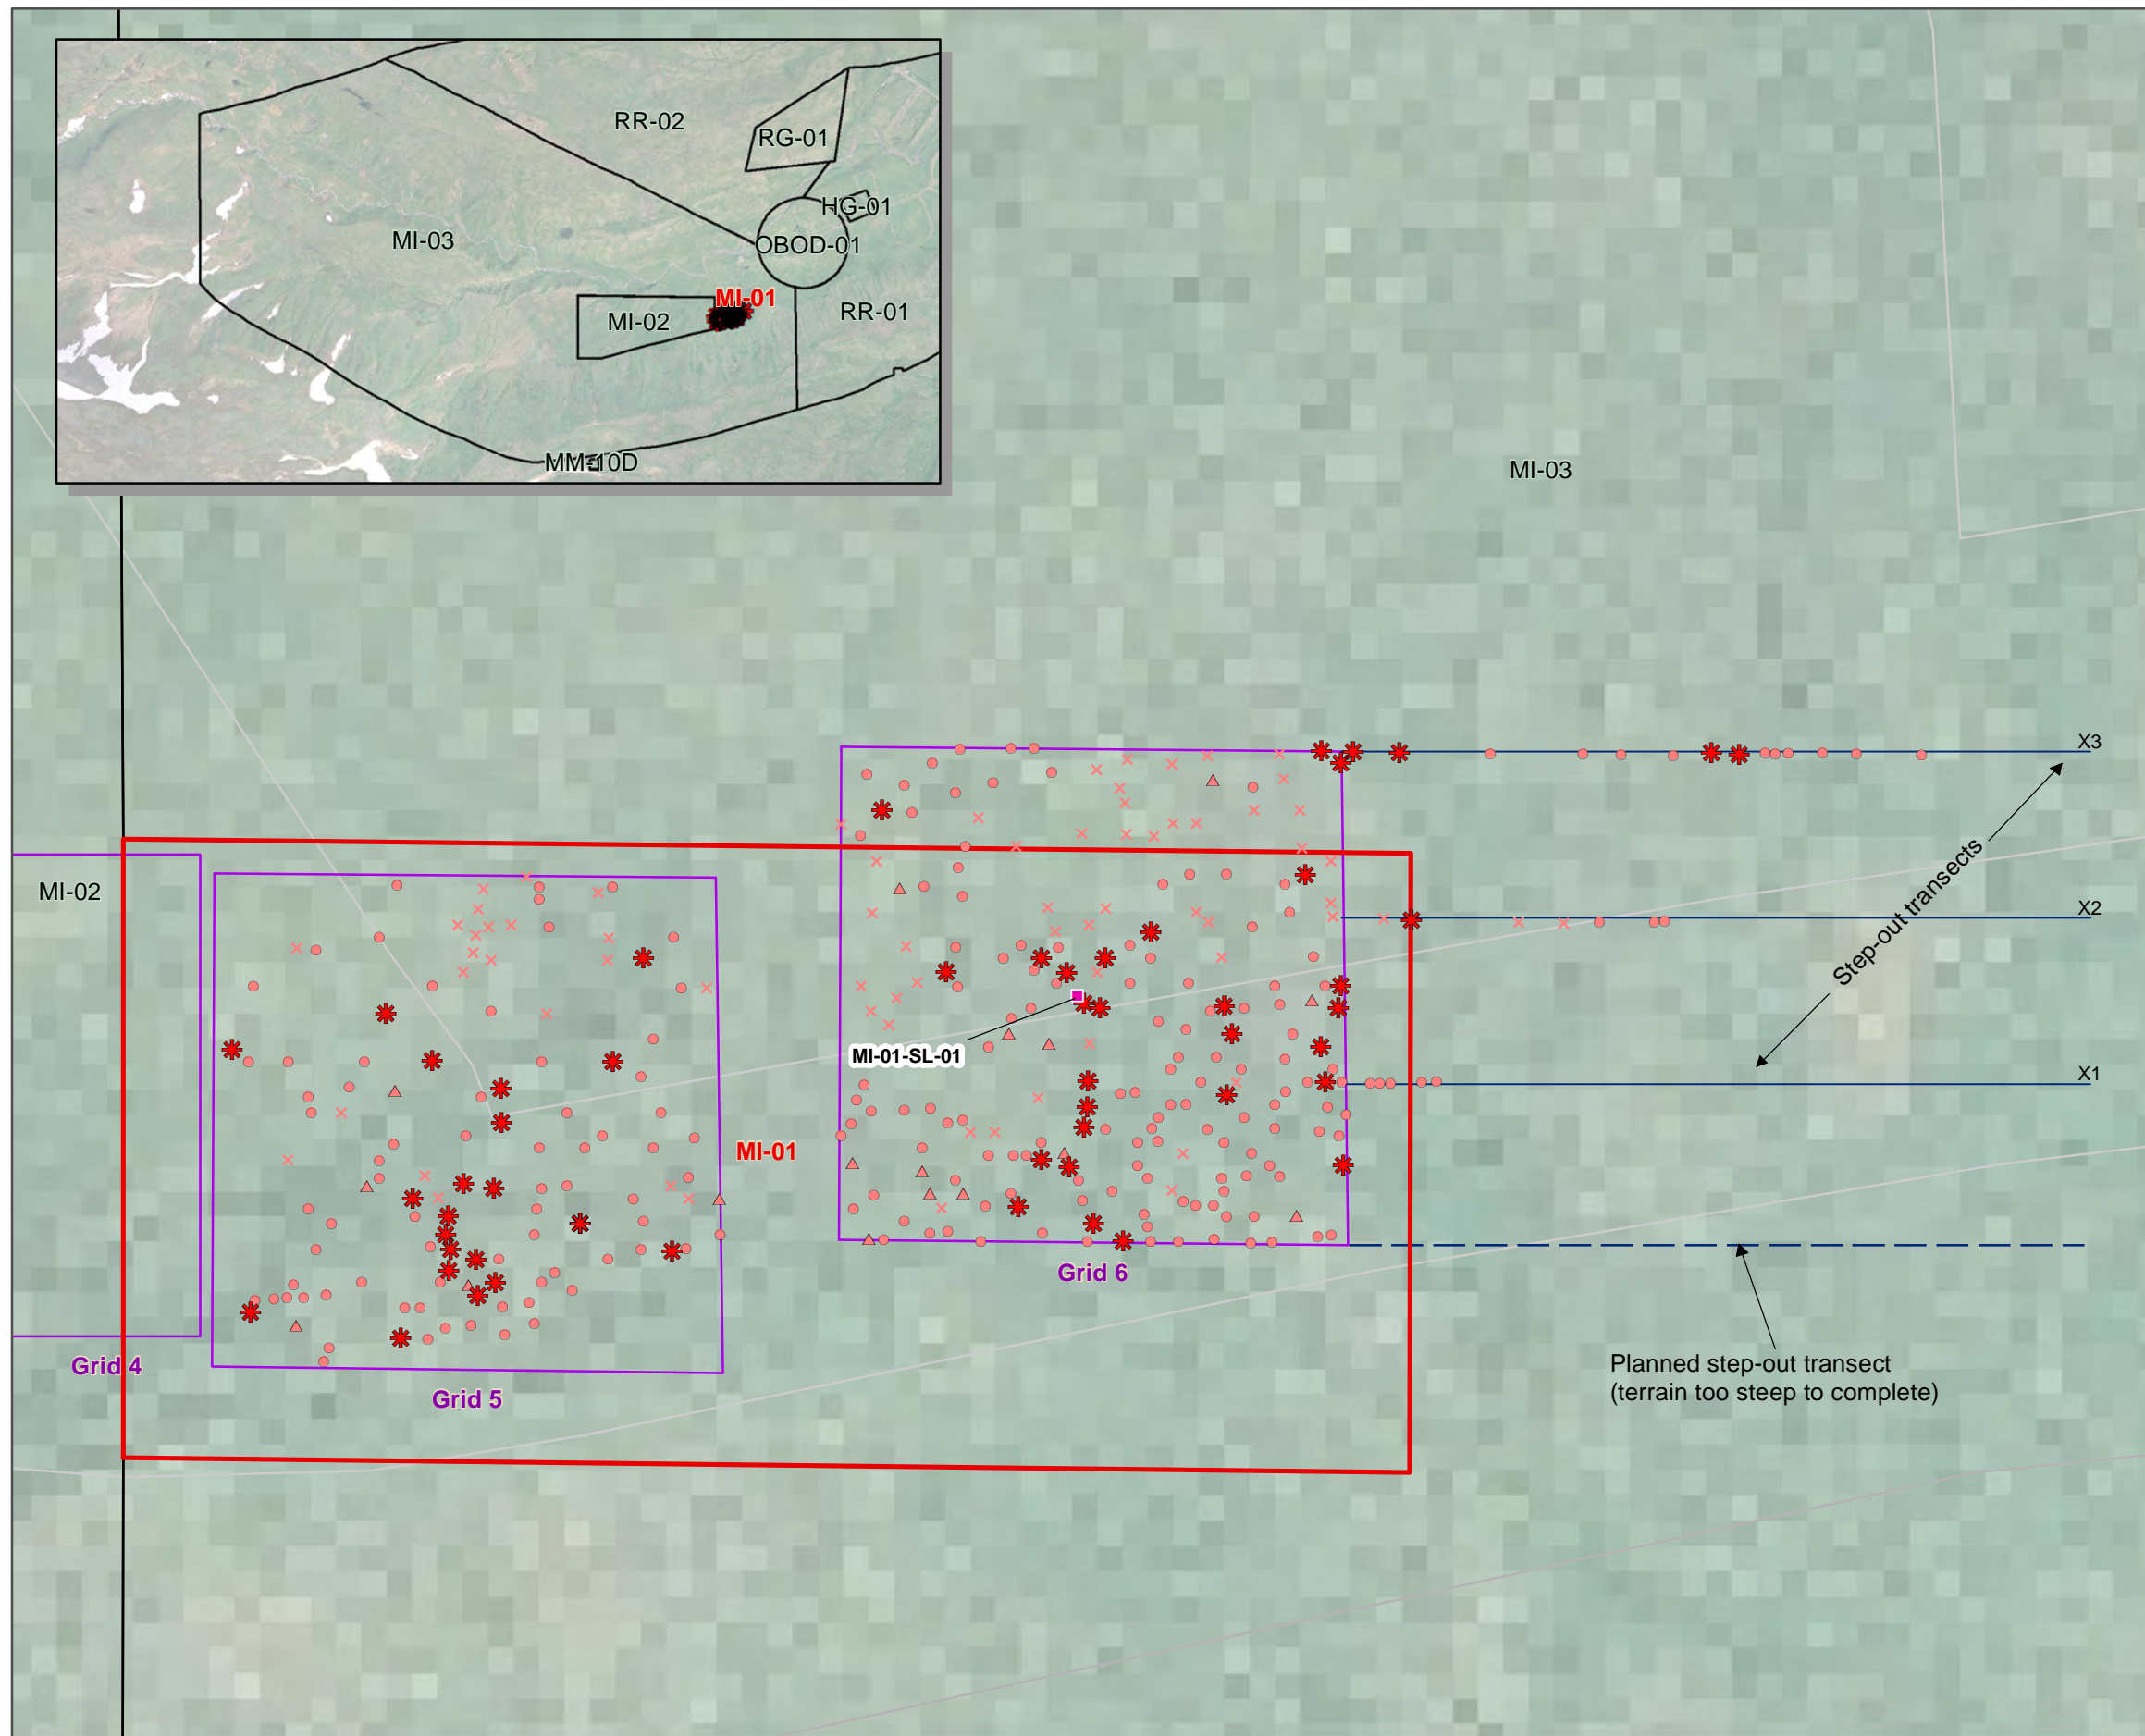 RR-02
RG-01
HG-01
MI-03
OBOD-01
MI-01
MI-02
RR-01
MM-10D
MI-03
X3
MI-02
X2
Step-out transects
MI-01-SL-01
X1
MI-01
Grid 6
Planned step-out transect
(terrain too steep to complete)
Grid 4
Grid 5